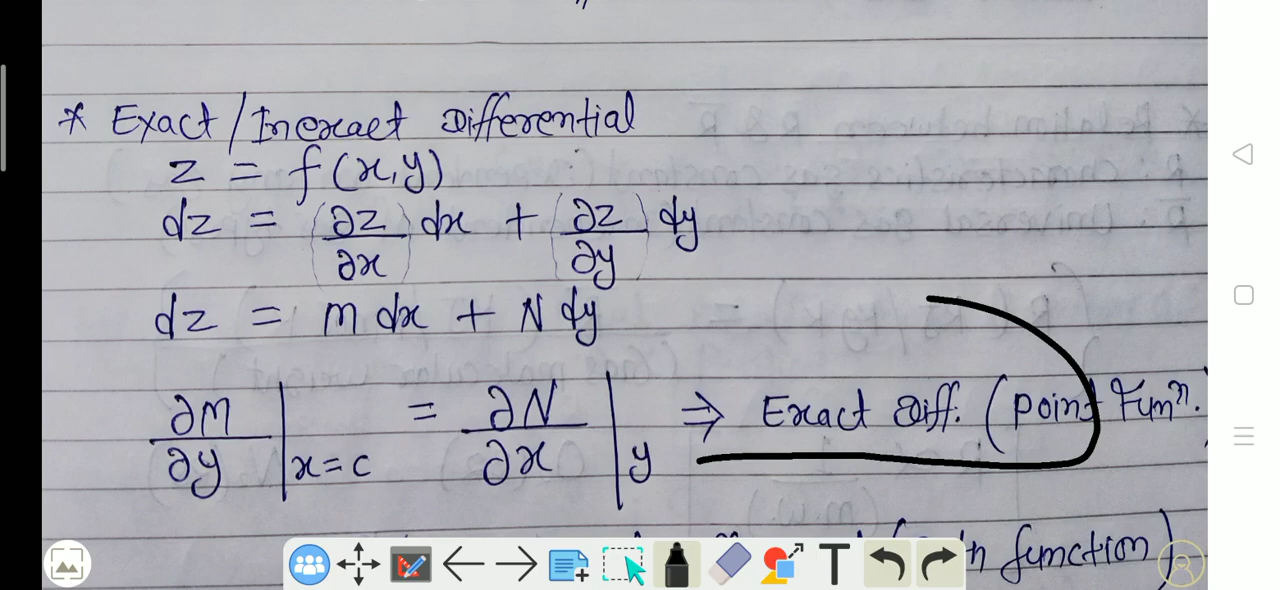 * Exact/Inexact Differential
z = f(x,y)
dz = (∂z/∂x) dx + (∂z/∂y) dy
dz = M dx + N dy
∂M/∂y |x=c = ∂N/∂x |y ⇒ Exact Diff. (point Funⁿ.)
function)
T